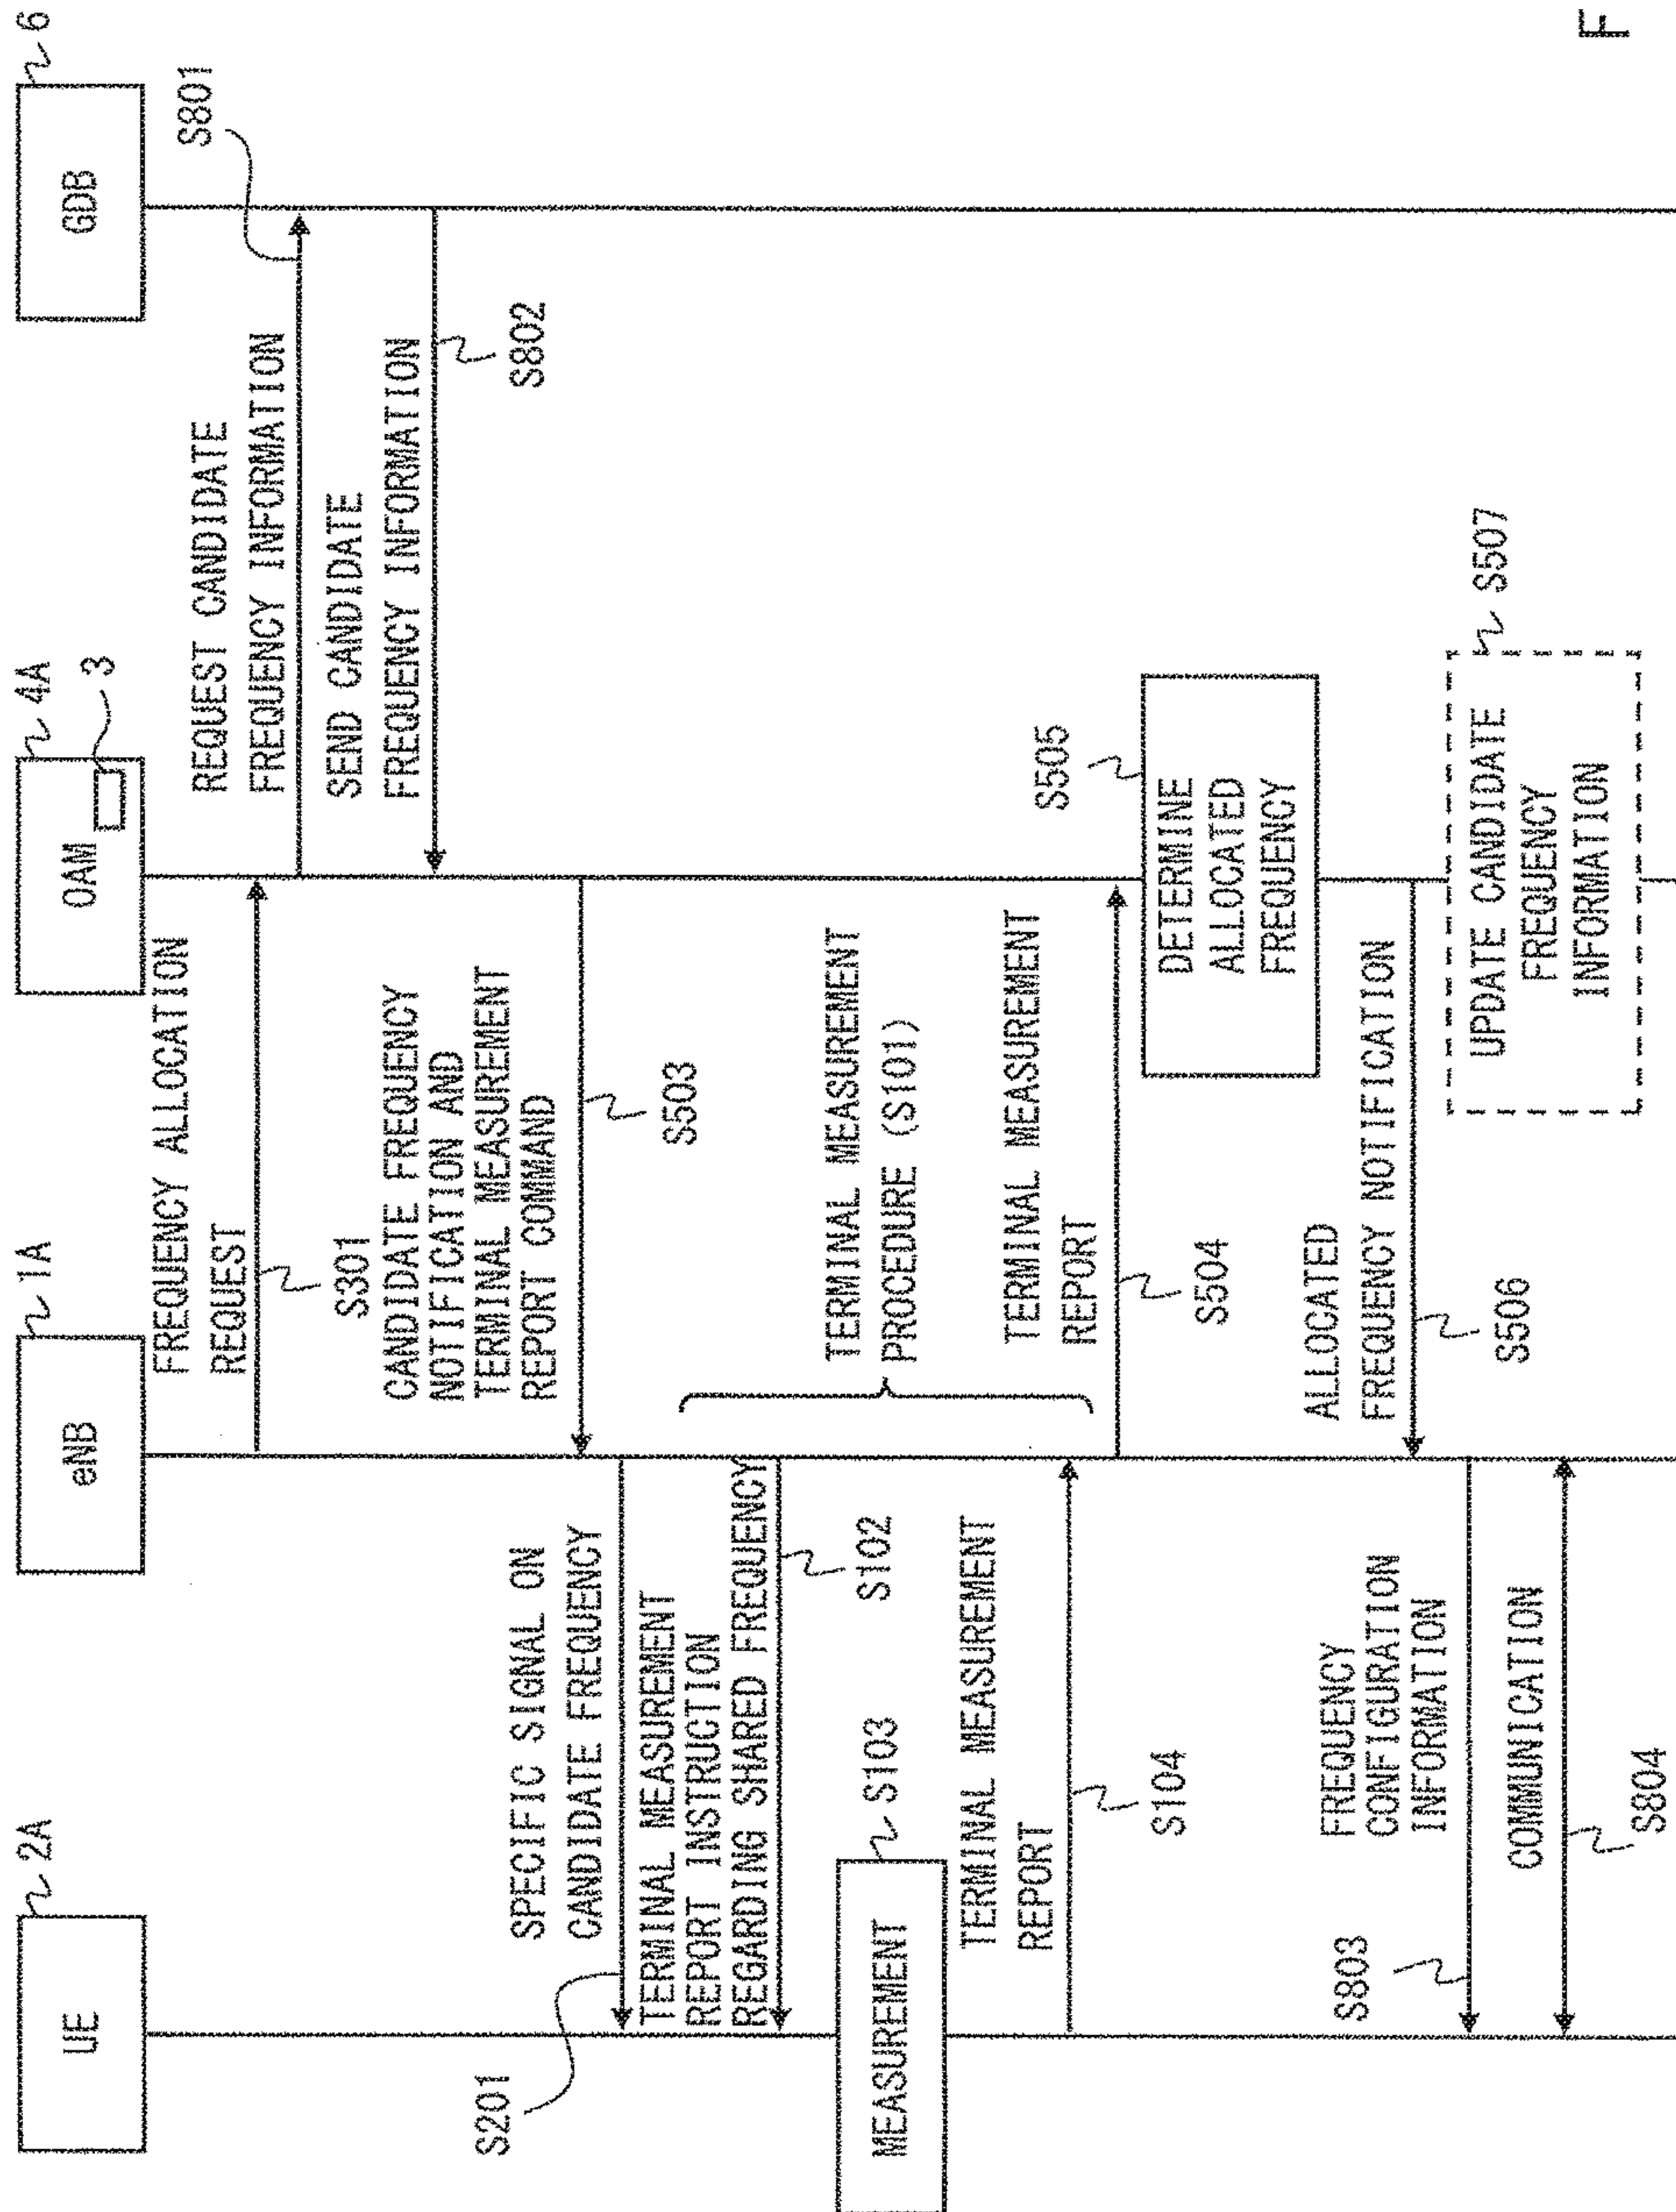 UE
2A
eNB
1A
OAM
4A
3
GDB
6
FREQUENCY ALLOCATION
REQUEST
S301
REQUEST CANDIDATE
FREQUENCY INFORMATION
S801
SEND CANDIDATE
FREQUENCY INFORMATION
S802
CANDIDATE FREQUENCY
NOTIFICATION AND
TERMINAL MEASUREMENT
REPORT COMMAND
S503
SPECIFIC SIGNAL ON
CANDIDATE FREQUENCY
S201
TERMINAL MEASUREMENT
REPORT INSTRUCTION
REGARDING SHARED FREQUENCY
S102
MEASUREMENT
S103
TERMINAL MEASUREMENT
PROCEDURE (S101)
TERMINAL MEASUREMENT
REPORT
S104
TERMINAL MEASUREMENT
REPORT
S504
DETERMINE
ALLOCATED
FREQUENCY
S505
ALLOCATED
FREQUENCY NOTIFICATION
S506
UPDATE CANDIDATE
FREQUENCY
INFORMATION
S507
FREQUENCY
CONFIGURATION
INFORMATION
S803
COMMUNICATION
S804
F